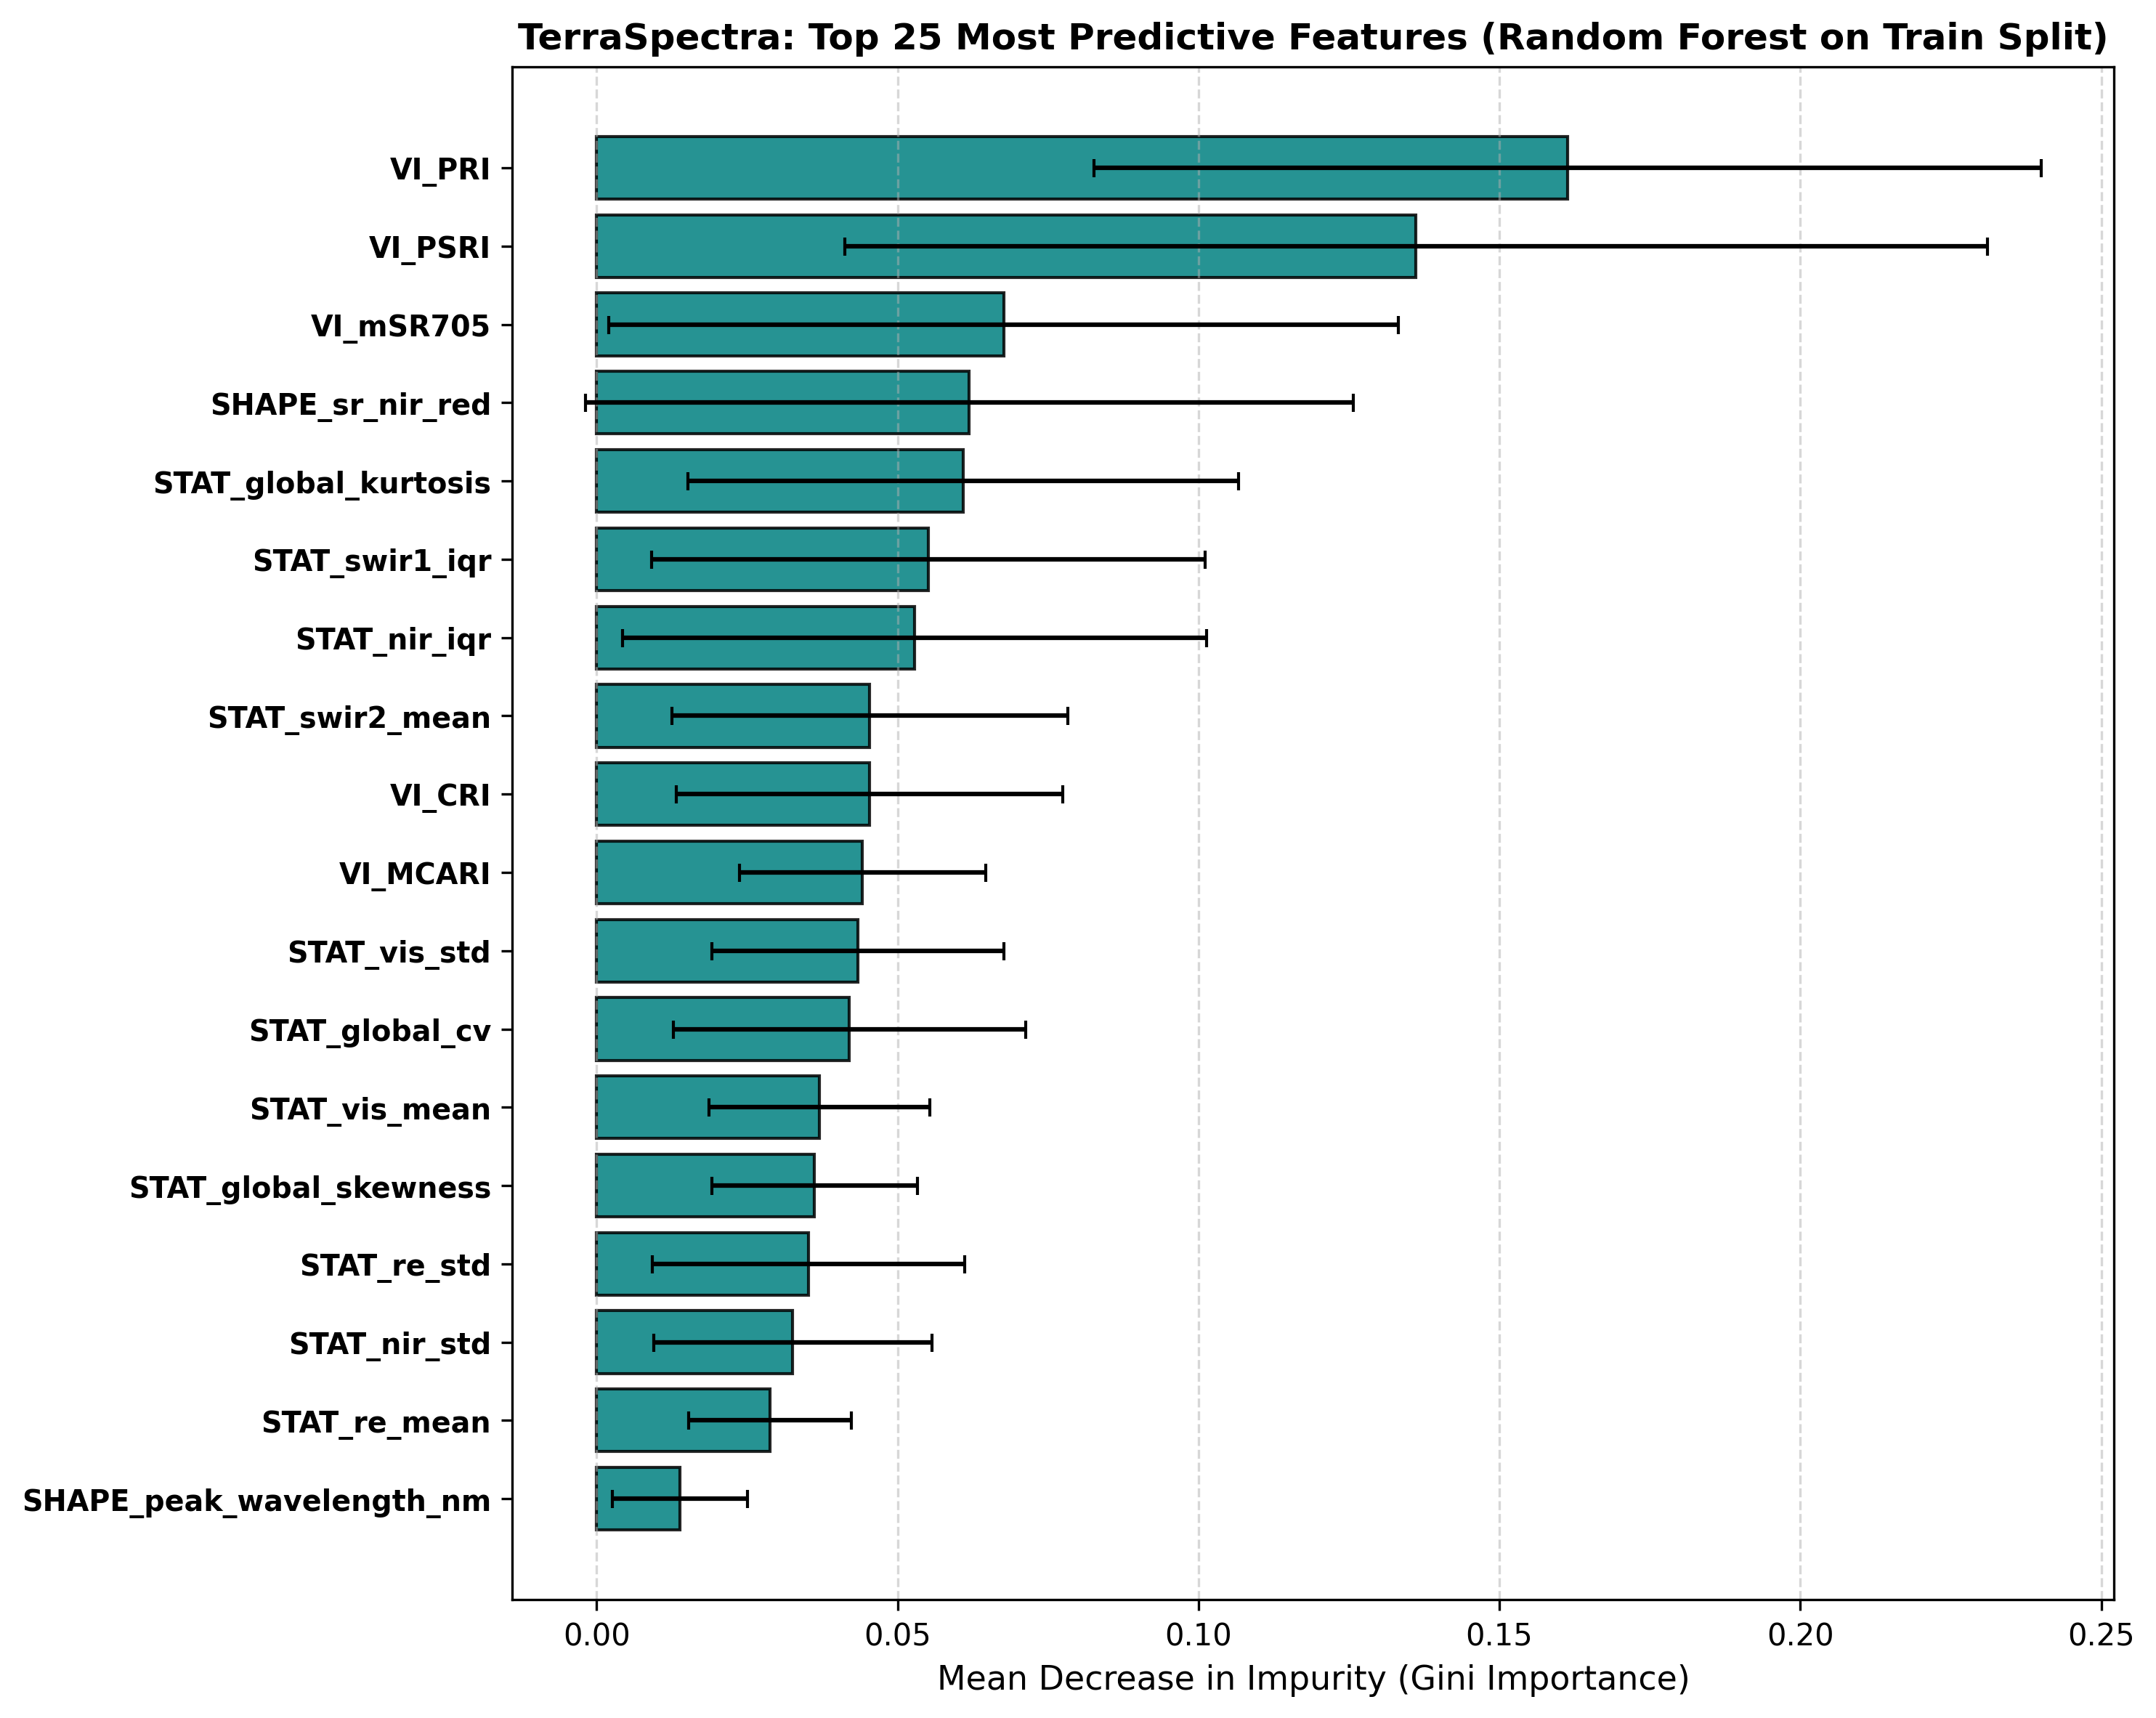 TerraSpectra: Top 25 Most Predictive Features (Random Forest on Train Split)
VI_PRI
VI_PSRI
VI_mSR705
SHAPE_sr_nir_red
STAT_global_kurtosis
STAT_swir1_iqr
STAT_nir_iqr
STAT_swir2_mean
VI_CRI
VI_MCARI
STAT_vis_std
STAT_global_cv
STAT_vis_mean
STAT_global_skewness
STAT_re_std
STAT_nir_std
STAT_re_mean
SHAPE_peak_wavelength_nm
0.00 0.05 0.10 0.15 0.20 0.25
Mean Decrease in Impurity (Gini Importance)